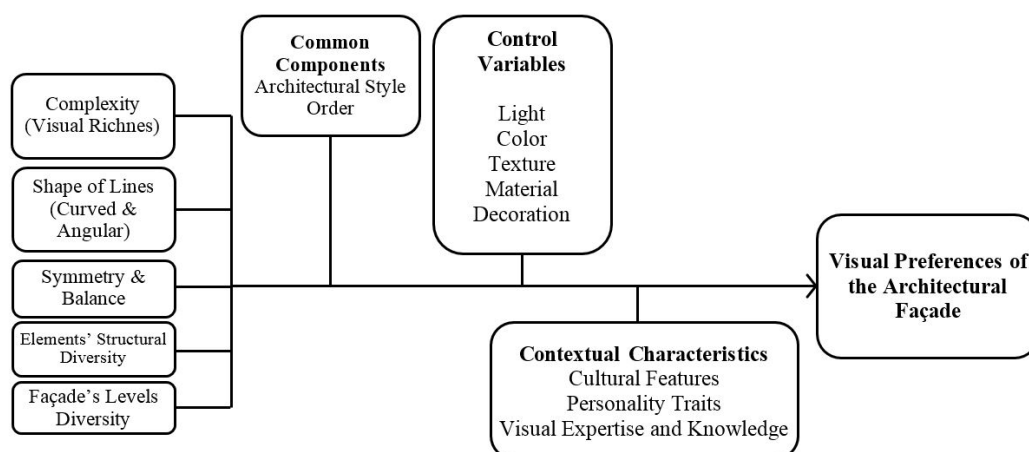 Complexity
(Visual Richnes)
Shape of Lines
(Curved &
Angular)
Symmetry &
Balance
Elements' Structural
Diversity
Façade's Levels
Diversity
Common
Components
Architectural Style
Order
Control
Variables
Light
Color
Texture
Material
Decoration
Contextual Characteristics
Cultural Features
Personality Traits
Visual Expertise and Knowledge
Visual Preferences of
the Architectural
Façade